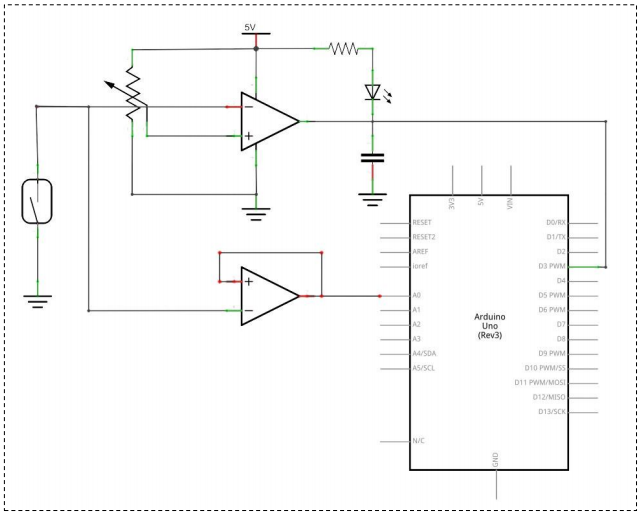 5V
3V3
5V
VIN
RESET
RESET2
AREF
ioref
A0
A1
A2
A3
A4/SDA
A5/SCL
N/C
Arduino
Uno
(Rev3)
D0/RX
D1/TX
D2
D3 PWM
D4
D5 PWM
D6 PWM
D7
D8
D9 PWM
D10 PWM/SS
D11 PWM/MOSI
D12/MISO
D13/SCK
GND